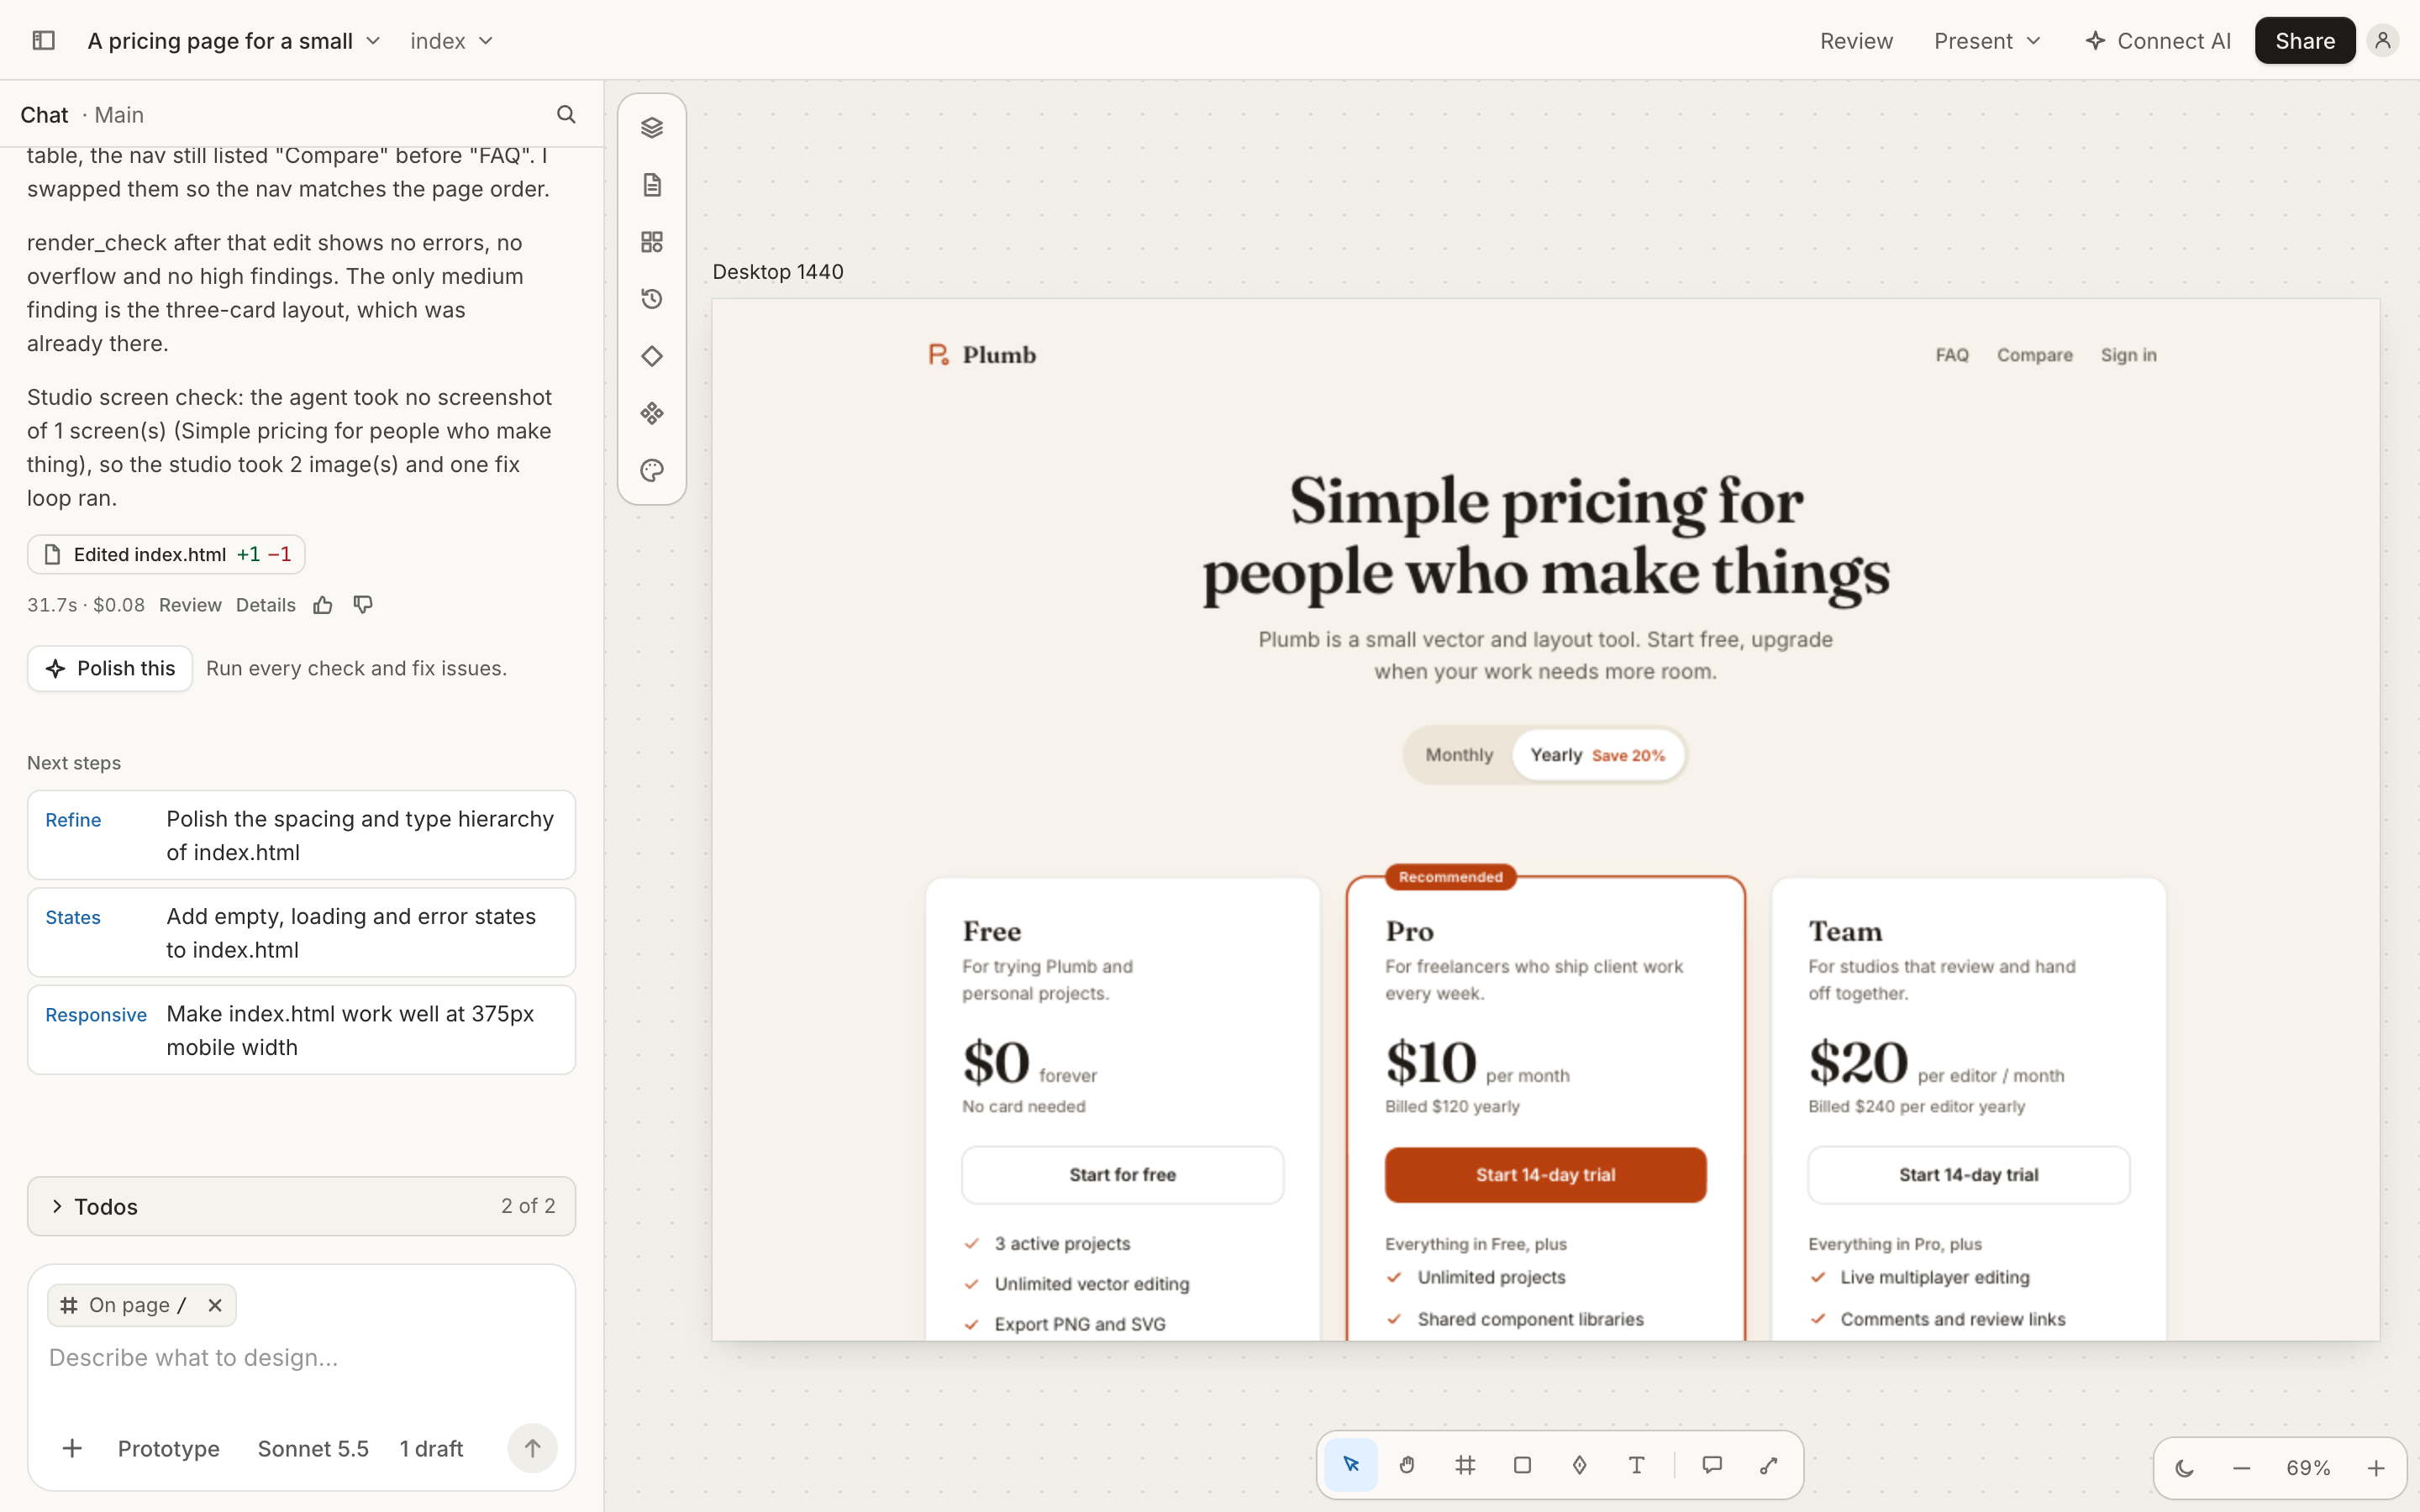 A pricing page for a small
index
Review
Present
Connect AI
Share
Chat · Main
table, the nav still listed "Compare" before "FAQ". I
swapped them so the nav matches the page order.
render_check after that edit shows no errors, no
overflow and no high findings. The only medium
finding is the three-card layout, which was
already there.
Studio screen check: the agent took no screenshot
of 1 screen(s) (Simple pricing for people who make
thing), so the studio took 2 image(s) and one fix
loop ran.
Edited index.html +1 −1
31.7s · $0.08 Review Details
Polish this Run every check and fix issues.
Next steps
Refine Polish the spacing and type hierarchy
of index.html
States Add empty, loading and error states
to index.html
Responsive Make index.html work well at 375px
mobile width
Todos 2 of 2
On page /
Describe what to design...
Prototype Sonnet 5.5 1 draft
Desktop 1440
Plumb
FAQ Compare Sign in
Simple pricing for
people who make things
Plumb is a small vector and layout tool. Start free, upgrade
when your work needs more room.
Monthly Yearly Save 20%
Free
For trying Plumb and
personal projects.
$0 forever
No card needed
Start for free
3 active projects
Unlimited vector editing
Export PNG and SVG
Recommended
Pro
For freelancers who ship client work
every week.
$10 per month
Billed $120 yearly
Start 14-day trial
Everything in Free, plus
Unlimited projects
Shared component libraries
Team
For studios that review and hand
off together.
$20 per editor / month
Billed $240 per editor yearly
Start 14-day trial
Everything in Pro, plus
Live multiplayer editing
Comments and review links
69%